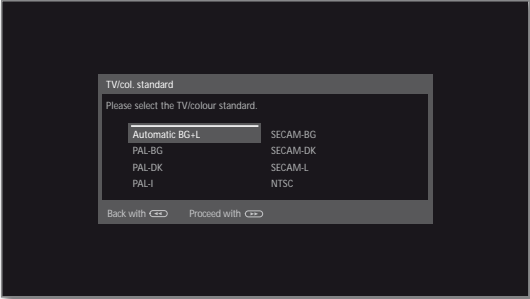 TV/col. standard
Please select the TV/colour standard.
Automatic BG+L SECAM-BG
PAL-BG SECAM-DK
PAL-DK SECAM-L
PAL-I NTSC
Back with Proceed with